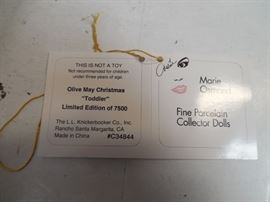 THIS IS NOT A TOY
Not recommended for children
under three years of age.
Olive May Christmas
"Toddler"
Limited Edition of 7500
The L.L. Knickerbocker Co., Inc.
Rancho Santa Margarita, CA
Made in China #C34844
Marie
Osmond
Fine Porcelain
Collector Dolls